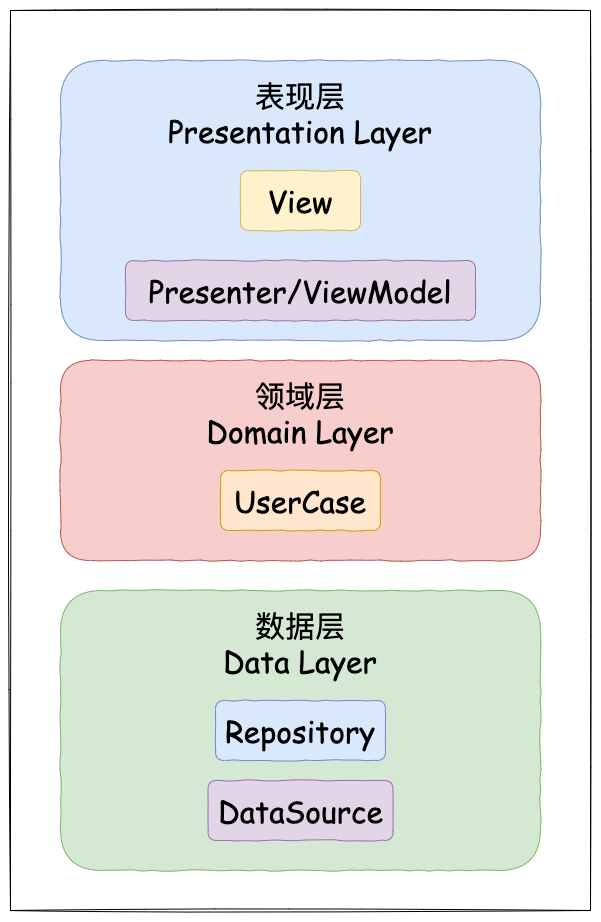 表现层
Presentation Layer
View
Presenter/ViewModel
领域层
Domain Layer
UserCase
数据层
Data Layer
Repository
DataSource